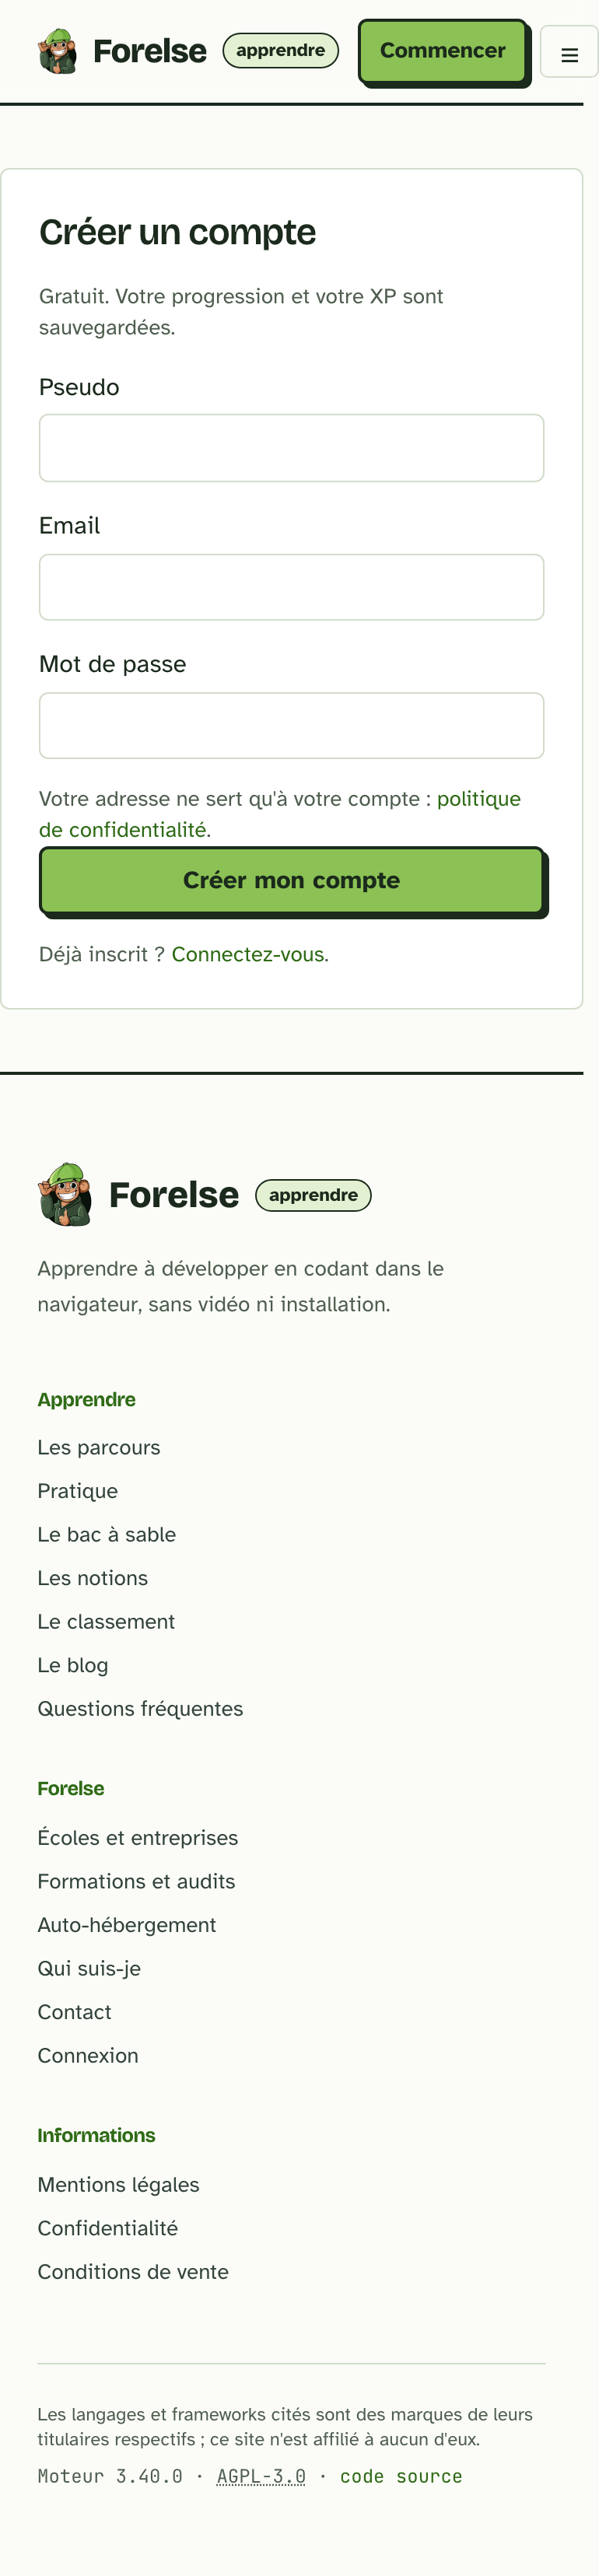 Forelse apprendre Commencer
Créer un compte
Gratuit. Votre progression et votre XP sont
sauvegardées.
Pseudo
Email
Mot de passe
Votre adresse ne sert qu'à votre compte : politique
de confidentialité.
Créer mon compte
Déjà inscrit ? Connectez-vous.
Forelse apprendre
Apprendre à développer en codant dans le
navigateur, sans vidéo ni installation.
Apprendre
Les parcours
Pratique
Le bac à sable
Les notions
Le classement
Le blog
Questions fréquentes
Forelse
Écoles et entreprises
Formations et audits
Auto-hébergement
Qui suis-je
Contact
Connexion
Informations
Mentions légales
Confidentialité
Conditions de vente
Les langages et frameworks cités sont des marques de leurs
titulaires respectifs ; ce site n'est affilié à aucun d'eux.
Moteur 3.40.0 · AGPL-3.0 · code source